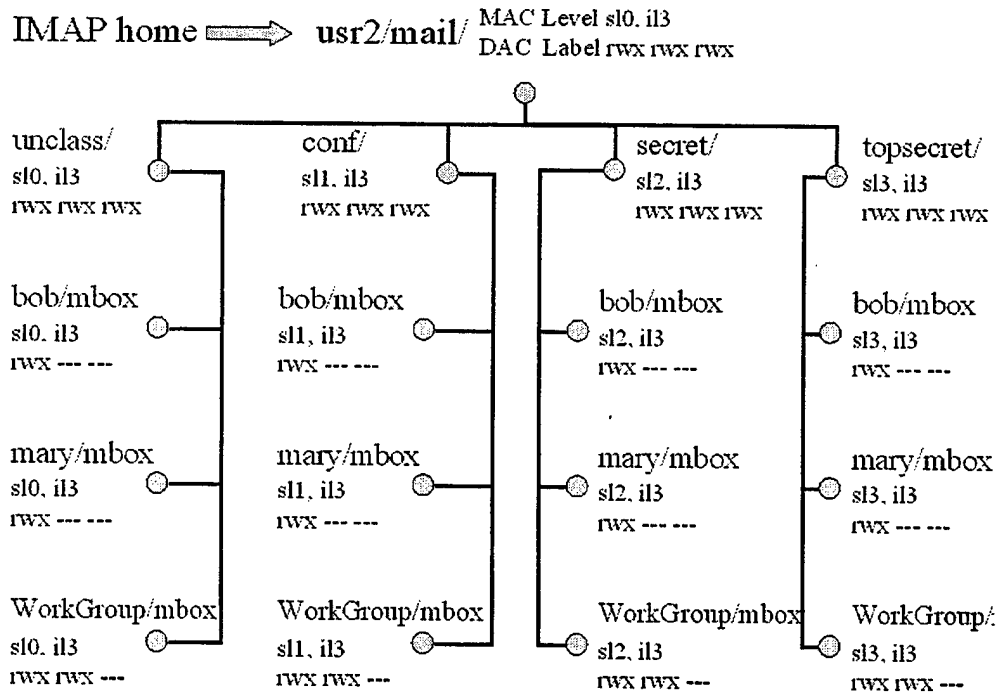 IMAP home usr2/mail/ MAC Level sl0. il3
DAC Label rwx rwx rwx
unclass/
sl0. il3
rwx rwx rwx
conf/
sl1. il3
rwx rwx rwx
secret/
sl2, il3
rwx rwx rwx
topsecret/
sl3, il3
rwx rwx rwx
bob/mbox
sl0. il3
rwx --- ---
bob/mbox
sl1, il3
rwx --- ---
bob/mbox
sl2, il3
rwx --- ---
bob/mbox
sl3, il3
rwx --- ---
mary/mbox
sl0, il3
rwx --- ---
mary/mbox
sl1, il3
rwx --- ---
mary/mbox
sl2, il3
rwx --- ---
mary/mbox
sl3, il3
rwx --- ---
WorkGroup/mbox
sl0. il3
rwx rwx ---
WorkGroup/mbox
sl1, il3
rwx rwx ---
WorkGroup/mbox
sl2, il3
rwx rwx ---
WorkGroup/
sl3, il3
rwx rwx ---